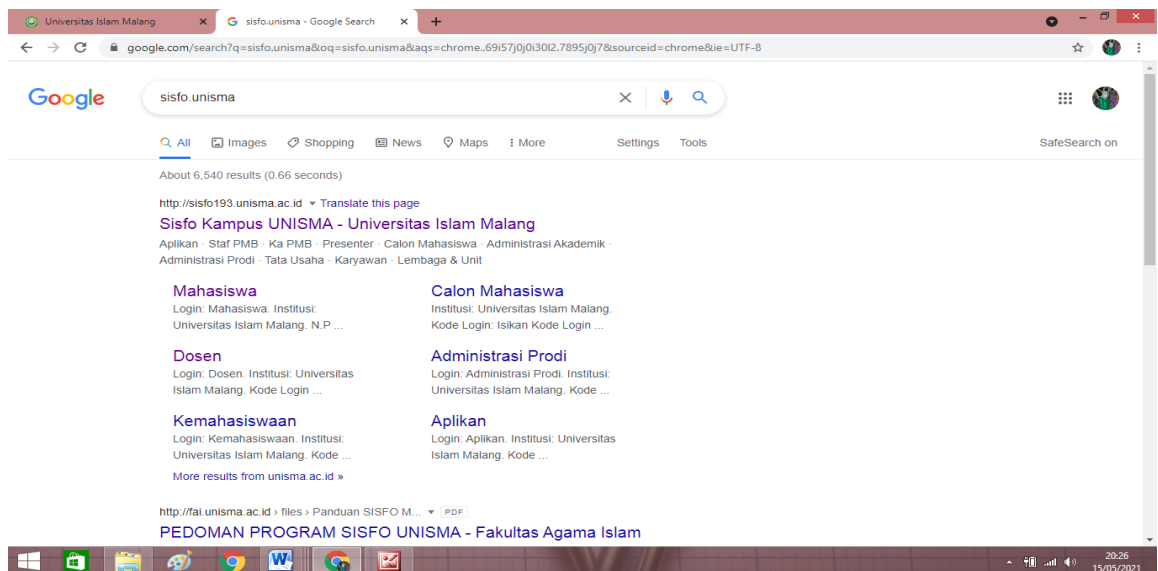 Universitas Islam Malang
sisfo.unisma - Google Search
google.com/search?q=sisfo.unisma&oq=sisfo.unisma&aqs=chrome..69i57j0j0i30l2.7895j0j7&sourceid=chrome&ie=UTF-8
Google
sisfo.unisma
All Images Shopping News Maps More Settings Tools SafeSearch on
About 6,540 results (0.66 seconds)
http://sisfo193.unisma.ac.id Translate this page
Sisfo Kampus UNISMA - Universitas Islam Malang
Aplikan · Staf PMB · Ka PMB · Presenter · Calon Mahasiswa · Administrasi Akademik ·
Administrasi Prodi · Tata Usaha · Karyawan · Lembaga & Unit
Mahasiswa
Login: Mahasiswa. Institusi:
Universitas Islam Malang. N.P ...
Calon Mahasiswa
Institusi: Universitas Islam Malang.
Kode Login: Isikan Kode Login ...
Dosen
Login: Dosen. Institusi: Universitas
Islam Malang. Kode Login ...
Administrasi Prodi
Login: Administrasi Prodi. Institusi:
Universitas Islam Malang. Kode ...
Kemahasiswaan
Login: Kemahasiswaan. Institusi:
Universitas Islam Malang. Kode ...
Aplikan
Login: Aplikan. Institusi: Universitas
Islam Malang. Kode ...
More results from unisma.ac.id »
http://fai.unisma.ac.id › files › Panduan SISFO M... PDF
PEDOMAN PROGRAM SISFO UNISMA - Fakultas Agama Islam
20:26
15/05/2021